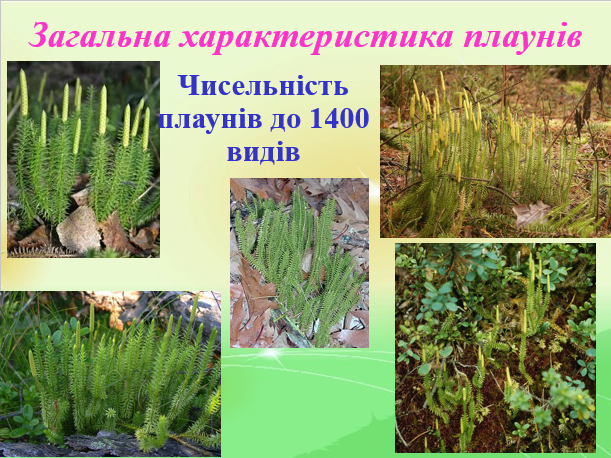 Загальна характеристика плаунів
Чисельність
плаунів до 1400
видів